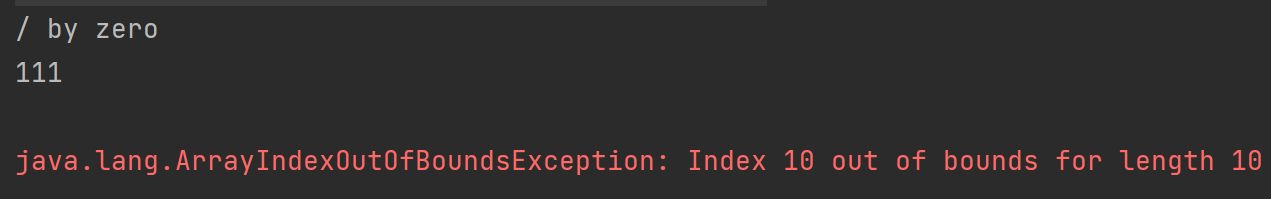 / by zero
111
java.lang.ArrayIndexOutOfBoundsException: Index 10 out of bounds for length 10